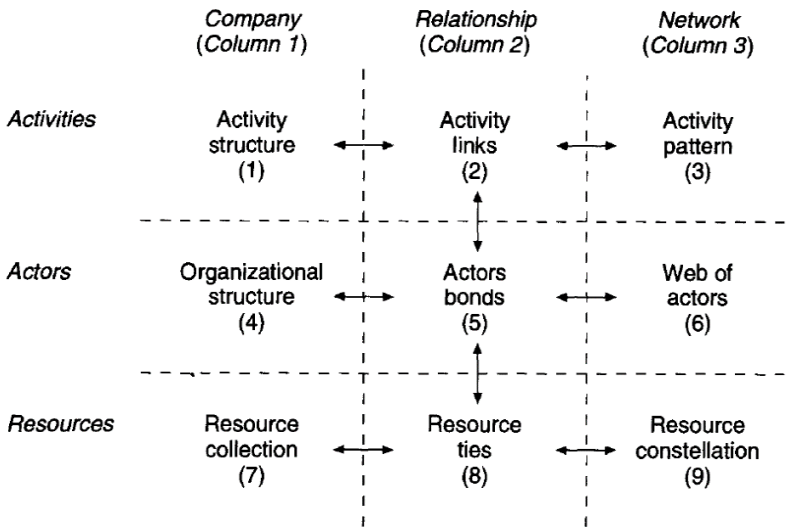 Company Relationship Network
(Column 1) (Column 2) (Column 3)
Activities Activity Activity Activity
structure links pattern
(1) (2) (3)
Actors Organizational Actors Web of
structure bonds actors
(4) (5) (6)
Resources Resource Resource Resource
collection ties constellation
(7) (8) (9)